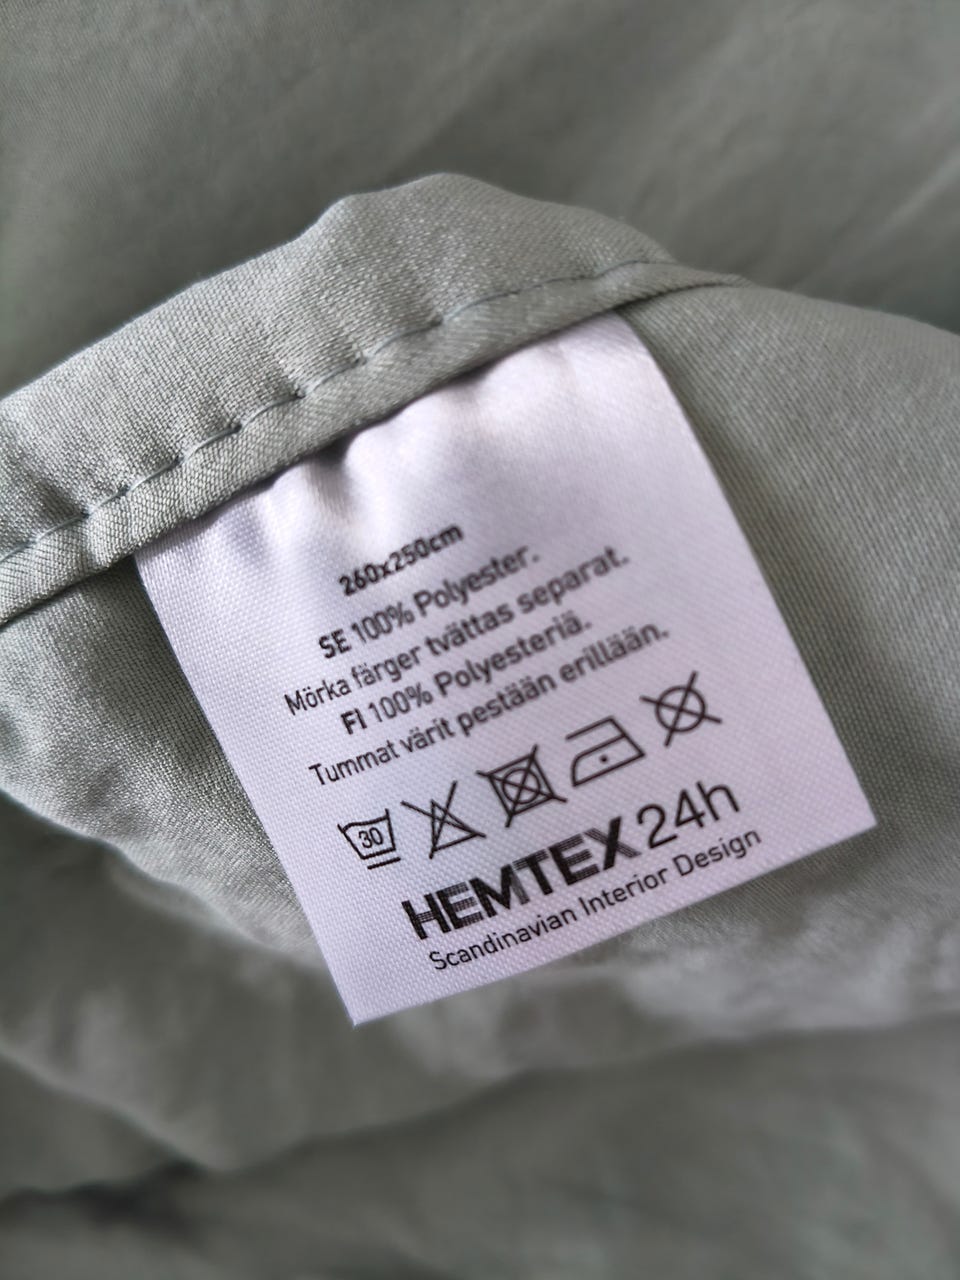 260x250cm
SE 100% Polyester.
Mörka färger tvättas separat.
FI 100% Polyesteriä.
Tummat värit pestään erillään.
30
HEMTEX 24h
Scandinavian Interior Design